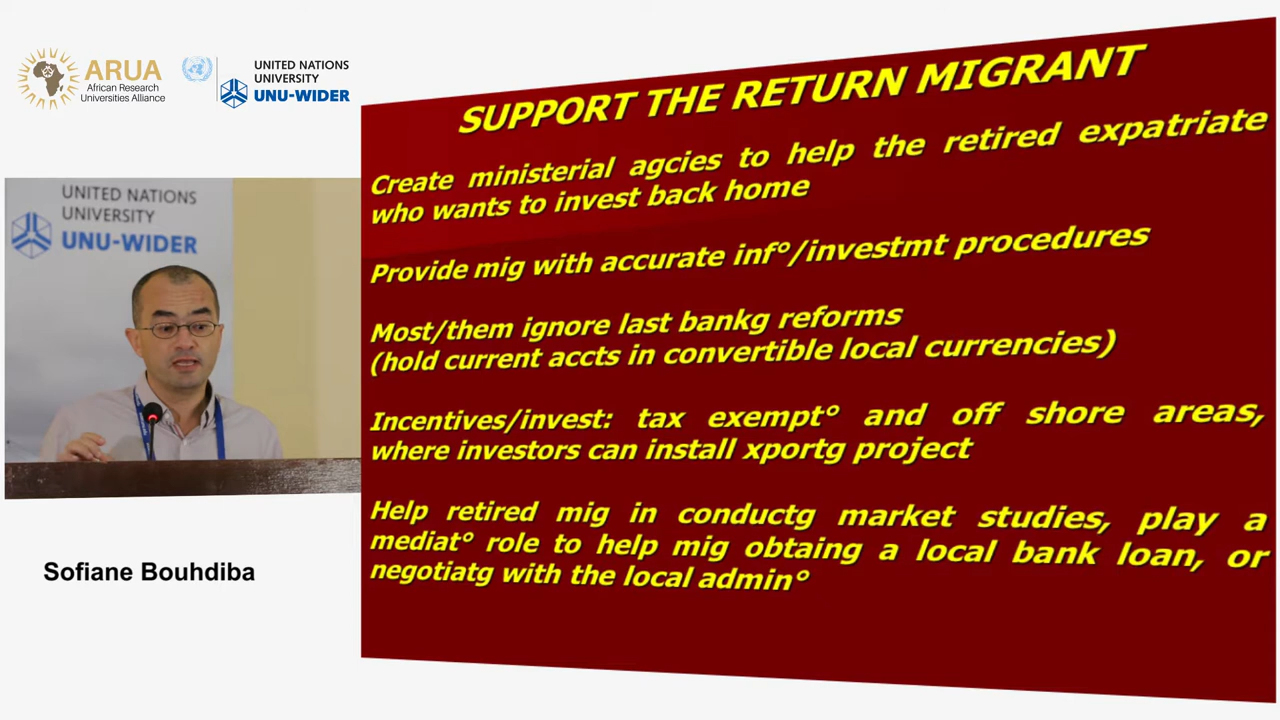 ARUA
African Research
Universities Alliance
UNITED NATIONS
UNIVERSITY
UNU-WIDER
UNITED NATIONS
UNIVERSITY
UNU-WIDER
Sofiane Bouhdiba
SUPPORT THE RETURN MIGRANT
Create ministerial agcies to help the retired expatriate
who wants to invest back home
Provide mig with accurate inf°/investmt procedures
Most/them ignore last bankg reforms
(hold current accts in convertible local currencies)
Incentives/invest: tax exempt° and off shore areas,
where investors can install xportg project
Help retired mig in conductg market studies, play a
mediat° role to help mig obtaing a local bank loan, or
negotiatg with the local admin°